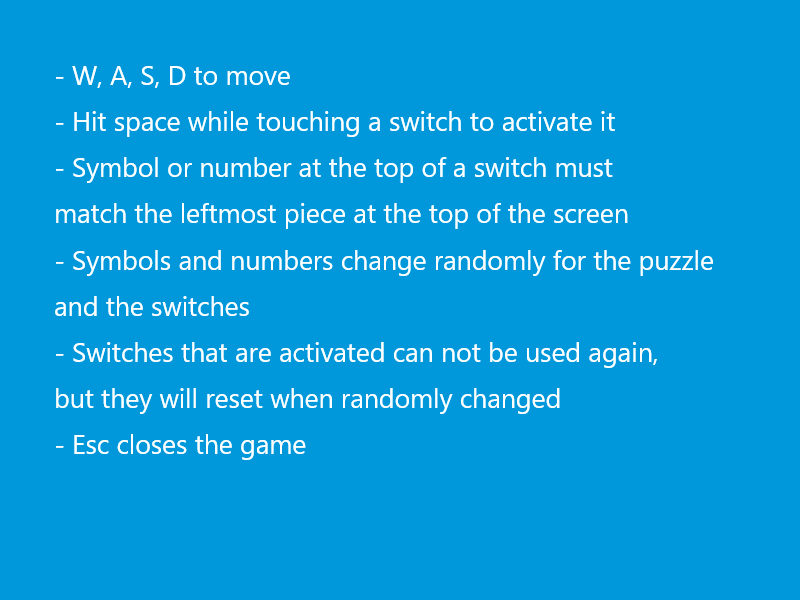 - W, A, S, D to move
- Hit space while touching a switch to activate it
- Symbol or number at the top of a switch must
match the leftmost piece at the top of the screen
- Symbols and numbers change randomly for the puzzle
and the switches
- Switches that are activated can not be used again,
but they will reset when randomly changed
- Esc closes the game